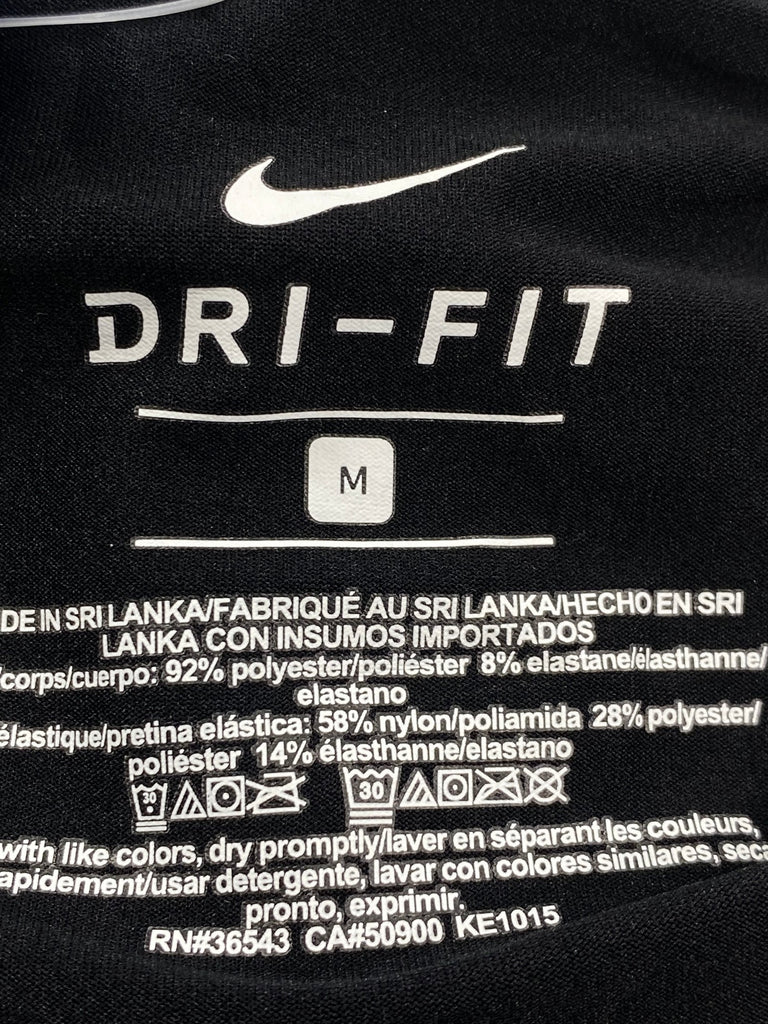 DRI-FIT
M
DE IN SRI LANKA/FABRIQUÉ AU SRI LANKA/HECHO EN SRI
LANKA CON INSUMOS IMPORTADOS
/corps/cuerpo: 92% polyester/poliéster 8% elastane/élasthanne/
elastano
élastique/pretina elástica: 58% nylon/poliamida 28% polyester/
poliéster 14% élasthanne/elastano
30 30
with like colors, dry promptly/laver en séparant les couleurs,
apidement/usar detergente, lavar con colores similares, seca
pronto, exprimir.
RN#36543 CA#50900 KE1015